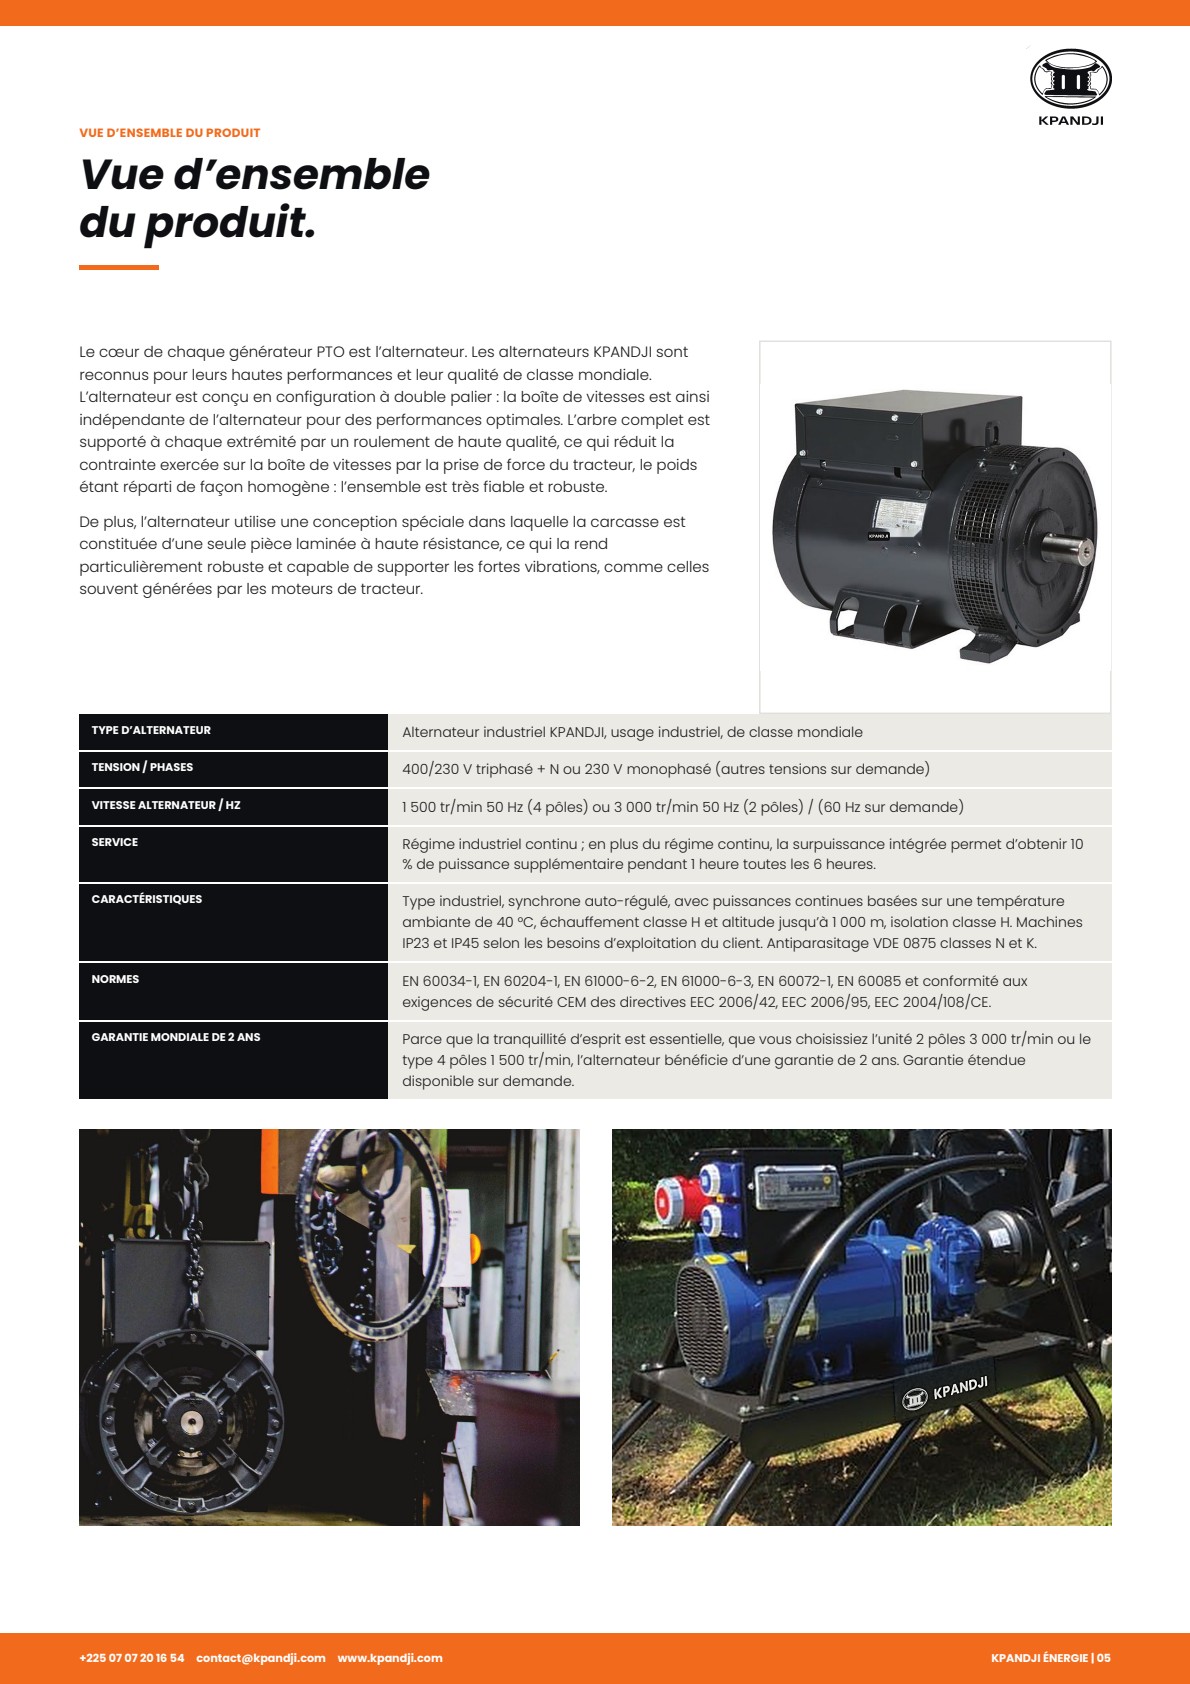 KPANDJI
VUE D’ENSEMBLE DU PRODUIT
Vue d’ensemble
du produit.
Le cœur de chaque générateur PTO est l’alternateur. Les alternateurs KPANDJI sont
reconnus pour leurs hautes performances et leur qualité de classe mondiale.
L’alternateur est conçu en configuration à double palier : la boîte de vitesses est ainsi
indépendante de l’alternateur pour des performances optimales. L’arbre complet est
supporté à chaque extrémité par un roulement de haute qualité, ce qui réduit la
contrainte exercée sur la boîte de vitesses par la prise de force du tracteur, le poids
étant réparti de façon homogène : l’ensemble est très fiable et robuste.
De plus, l’alternateur utilise une conception spéciale dans laquelle la carcasse est
constituée d’une seule pièce laminée à haute résistance, ce qui la rend
particulièrement robuste et capable de supporter les fortes vibrations, comme celles
souvent générées par les moteurs de tracteur.
KPANDJI
TYPE D’ALTERNATEUR
Alternateur industriel KPANDJI, usage industriel, de classe mondiale
TENSION / PHASES
400/230 V triphasé + N ou 230 V monophasé (autres tensions sur demande)
VITESSE ALTERNATEUR / HZ
1 500 tr/min 50 Hz (4 pôles) ou 3 000 tr/min 50 Hz (2 pôles) / (60 Hz sur demande)
SERVICE
Régime industriel continu ; en plus du régime continu, la surpuissance intégrée permet d’obtenir 10
% de puissance supplémentaire pendant 1 heure toutes les 6 heures.
CARACTÉRISTIQUES
Type industriel, synchrone auto-régulé, avec puissances continues basées sur une température
ambiante de 40 °C, échauffement classe H et altitude jusqu’à 1 000 m, isolation classe H. Machines
IP23 et IP45 selon les besoins d’exploitation du client. Antiparasitage VDE 0875 classes N et K.
NORMES
EN 60034-1, EN 60204-1, EN 61000-6-2, EN 61000-6-3, EN 60072-1, EN 60085 et conformité aux
exigences de sécurité CEM des directives EEC 2006/42, EEC 2006/95, EEC 2004/108/CE.
GARANTIE MONDIALE DE 2 ANS
Parce que la tranquillité d’esprit est essentielle, que vous choisissiez l’unité 2 pôles 3 000 tr/min ou le
type 4 pôles 1 500 tr/min, l’alternateur bénéficie d’une garantie de 2 ans. Garantie étendue
disponible sur demande.
KPANDJI
+225 07 07 20 16 54 contact@kpandji.com www.kpandji.com
KPANDJI ÉNERGIE | 05